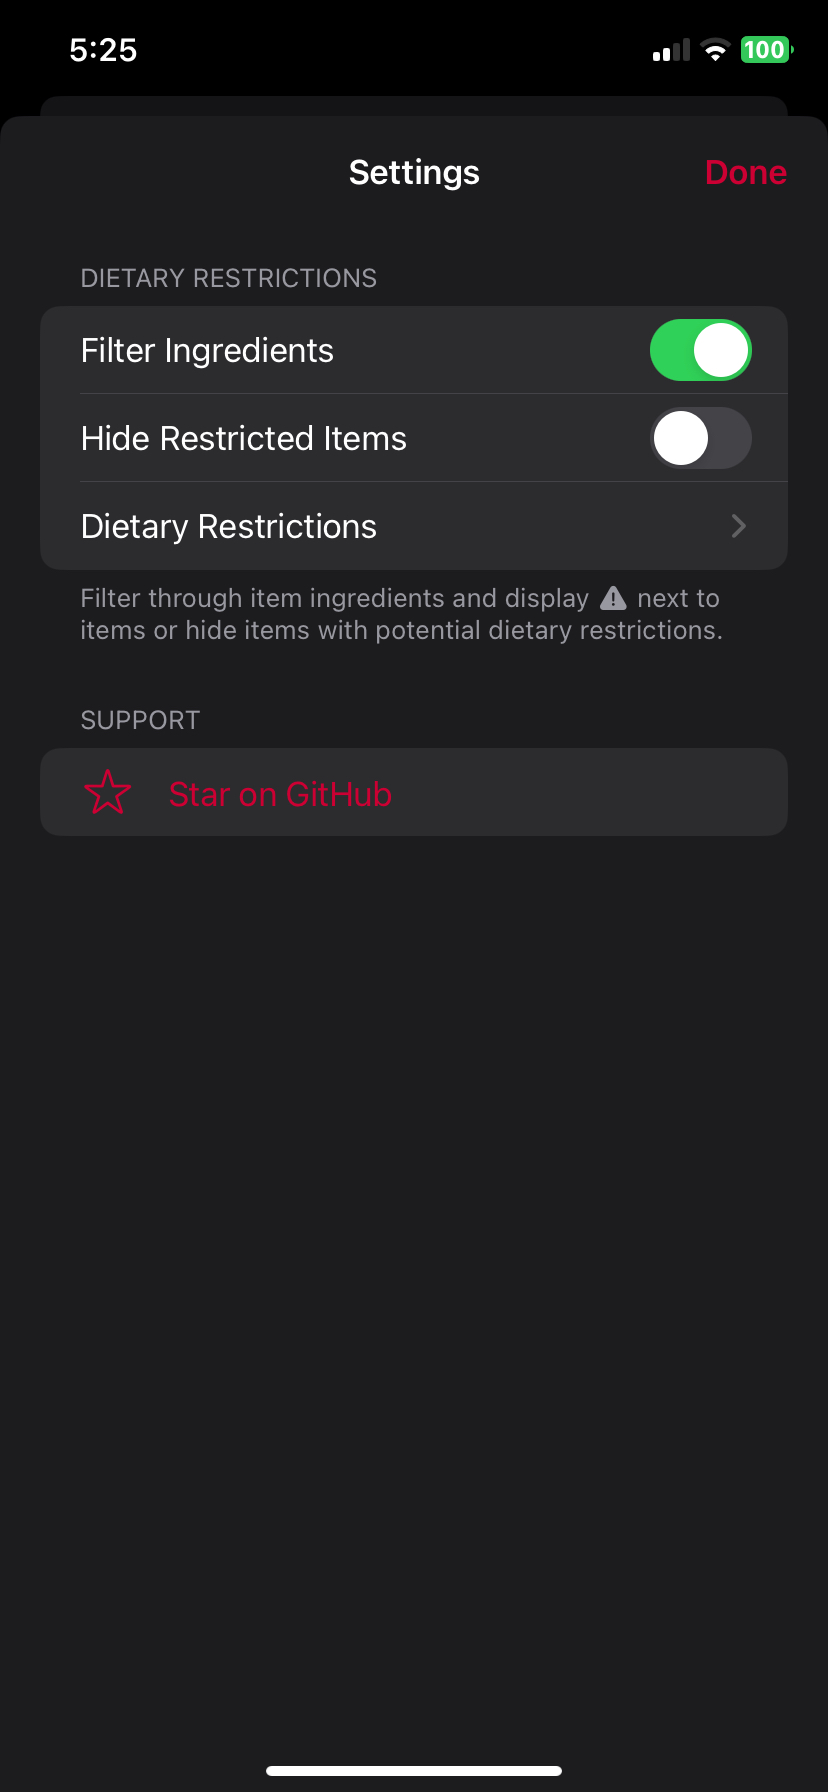 5:25
100
Settings
Done
DIETARY RESTRICTIONS
Filter Ingredients
Hide Restricted Items
Dietary Restrictions
Filter through item ingredients and display next to
items or hide items with potential dietary restrictions.
SUPPORT
Star on GitHub